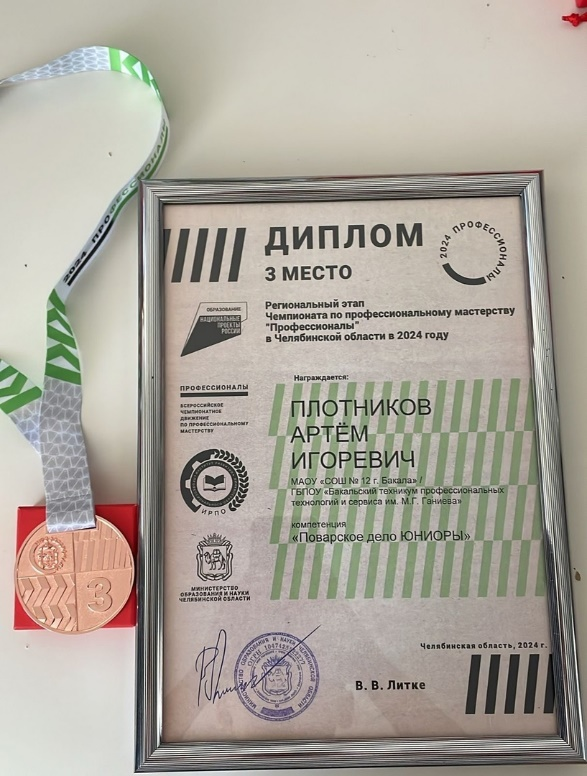 2024 ПРОФЕССИОНАЛЫ
ДИПЛОМ
3 МЕСТО
2024 ПРОФЕССИОНАЛЫ
ОБРАЗОВАНИЕ
НАЦИОНАЛЬНЫЕ
ПРОЕКТЫ
РОССИИ
Региональный этап
Чемпионата по профессиональному мастерству
"Профессионалы"
в Челябинской области в 2024 году
Награждается:
ПРОФЕССИОНАЛЫ
ВСЕРОССИЙСКОЕ
ЧЕМПИОНАТНОЕ
ДВИЖЕНИЕ
ПО ПРОФЕССИОНАЛЬНОМУ
МАСТЕРСТВУ
ПЛОТНИКОВ
АРТЁМ
ИГОРЕВИЧ
МАОУ «СОШ № 12 г. Бакала» /
ГБПОУ «Бакальский техникум профессиональных
технологий и сервиса им. М.Г. Ганиева»
компетенция
«Поварское дело ЮНИОРЫ»
ИРПО
МИНИСТЕРСТВО
ОБРАЗОВАНИЯ И НАУКИ
ЧЕЛЯБИНСКОЙ ОБЛАСТИ
3
Челябинская область, 2024 г.
В. В. Литке